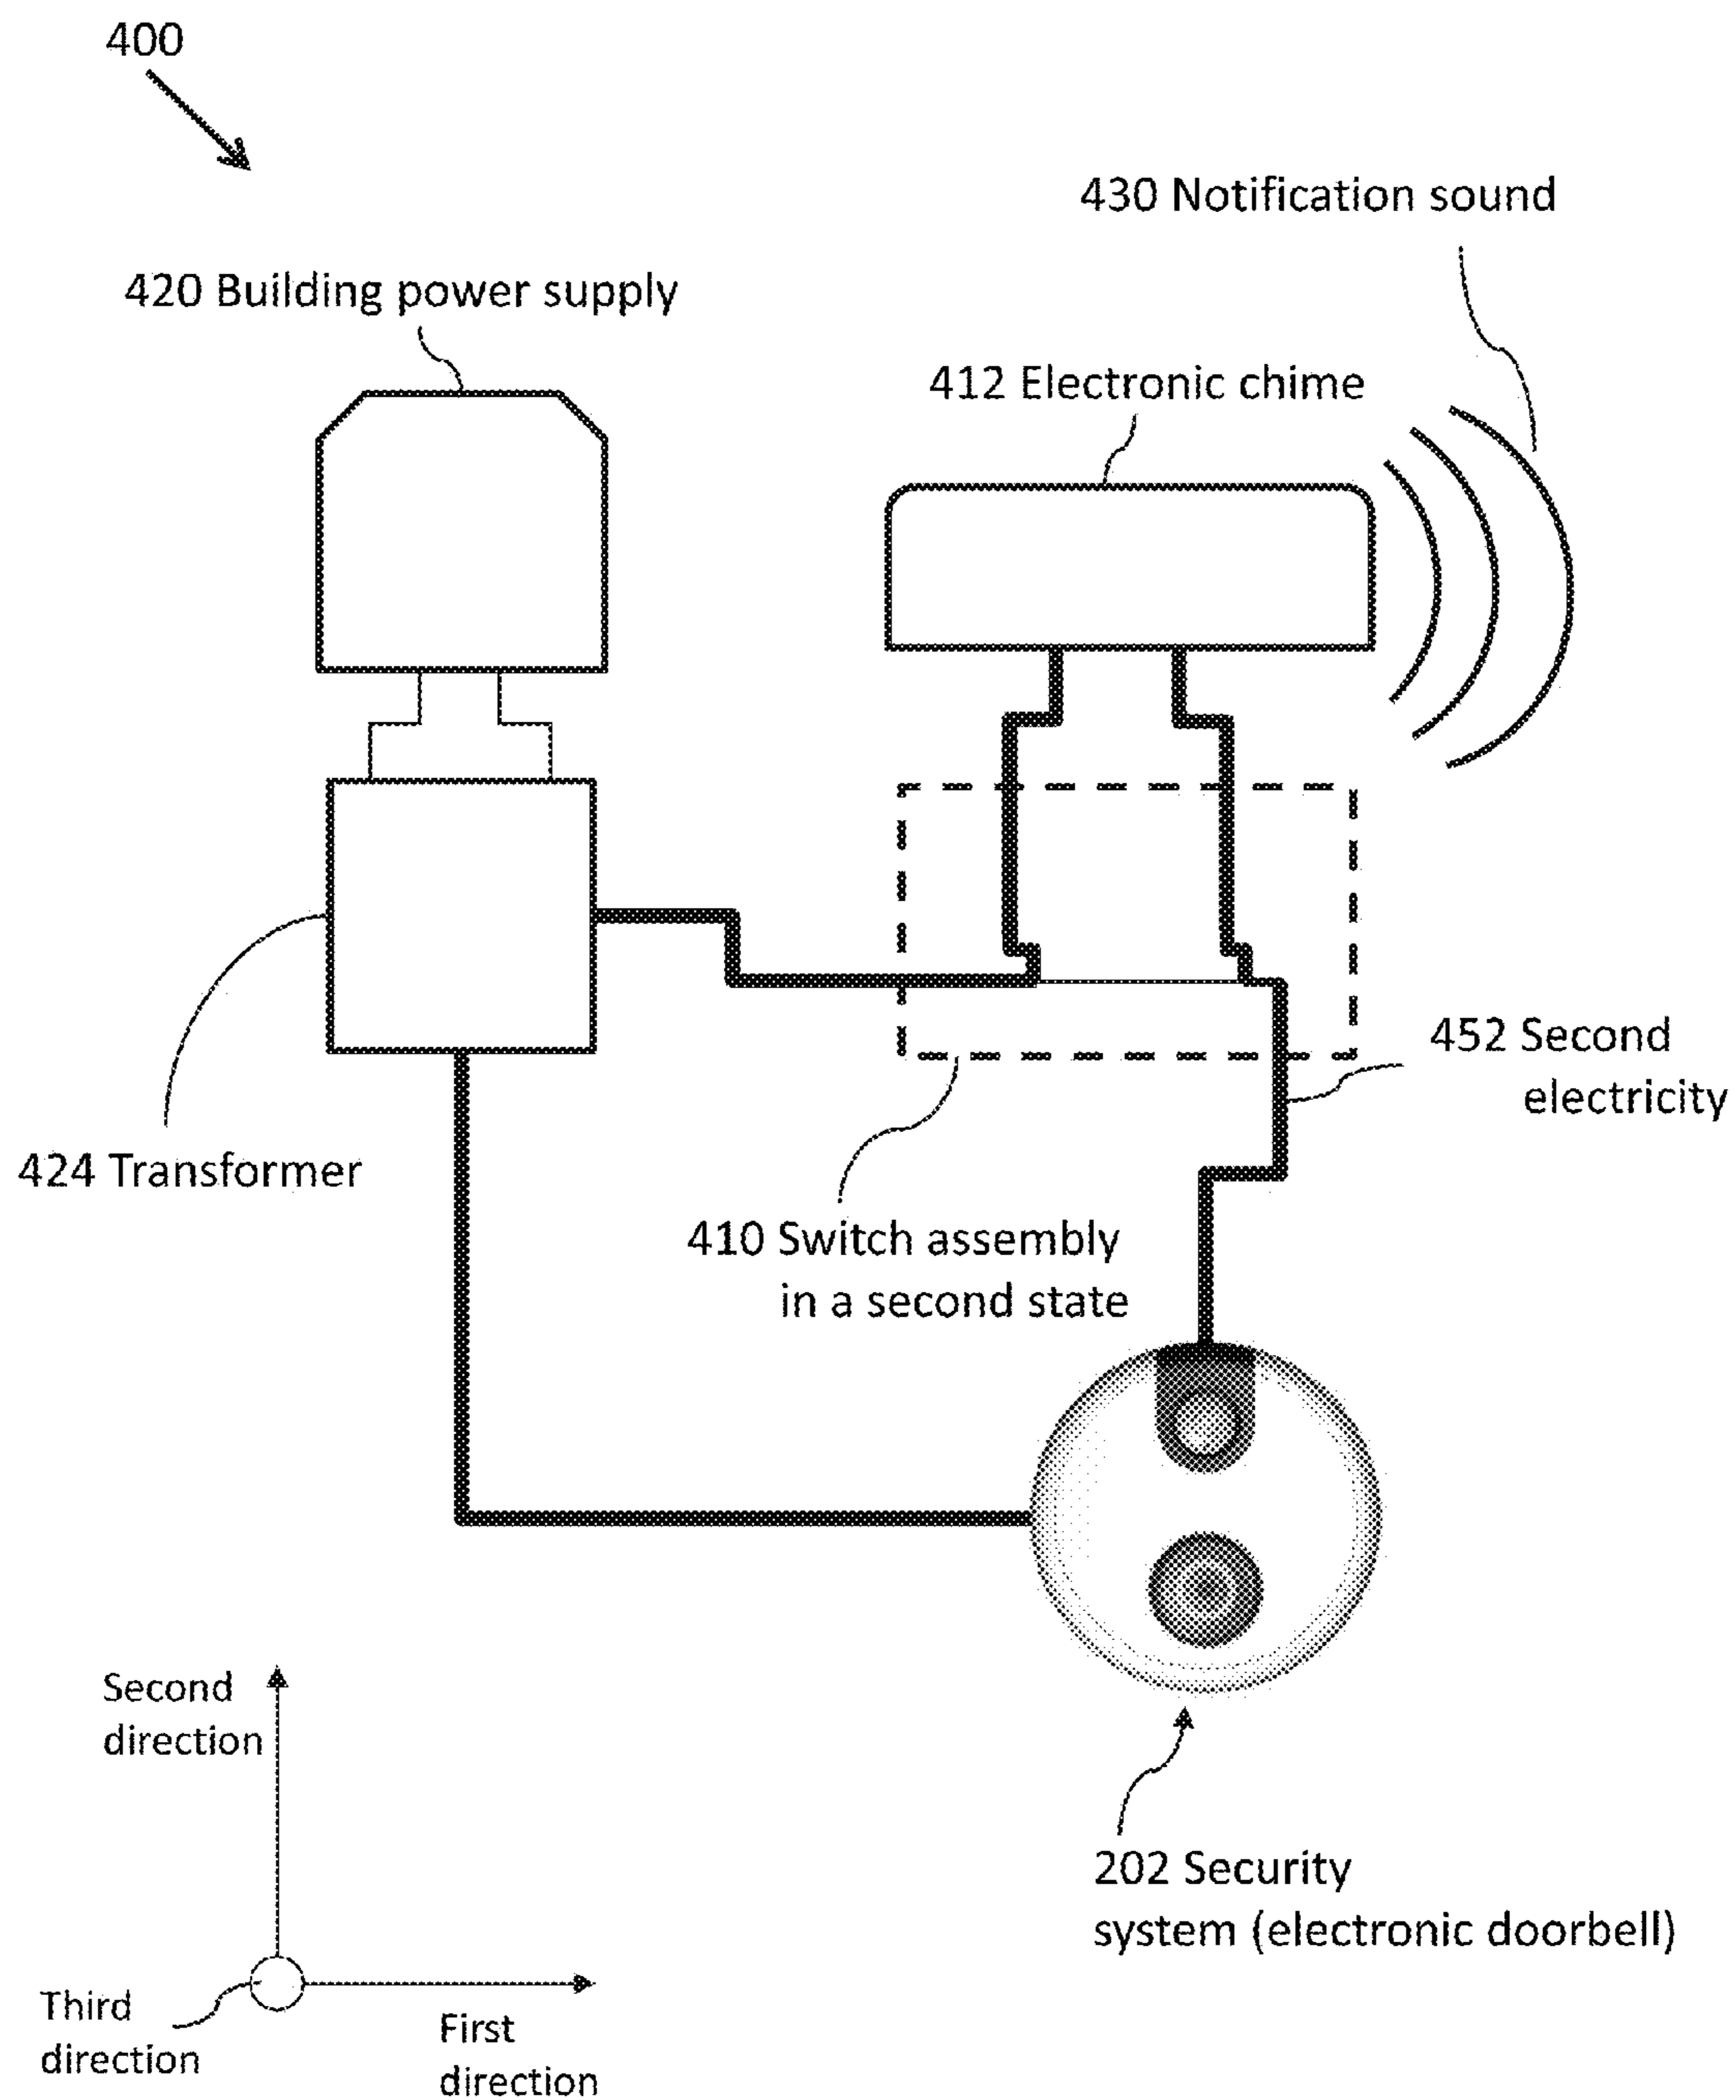 400
430 Notification sound
420 Building power supply
412 Electronic chime
452 Second
electricity
424 Transformer
410 Switch assembly
in a second state
Second
direction
202 Security
system (electronic doorbell)
Third
direction
First
direction